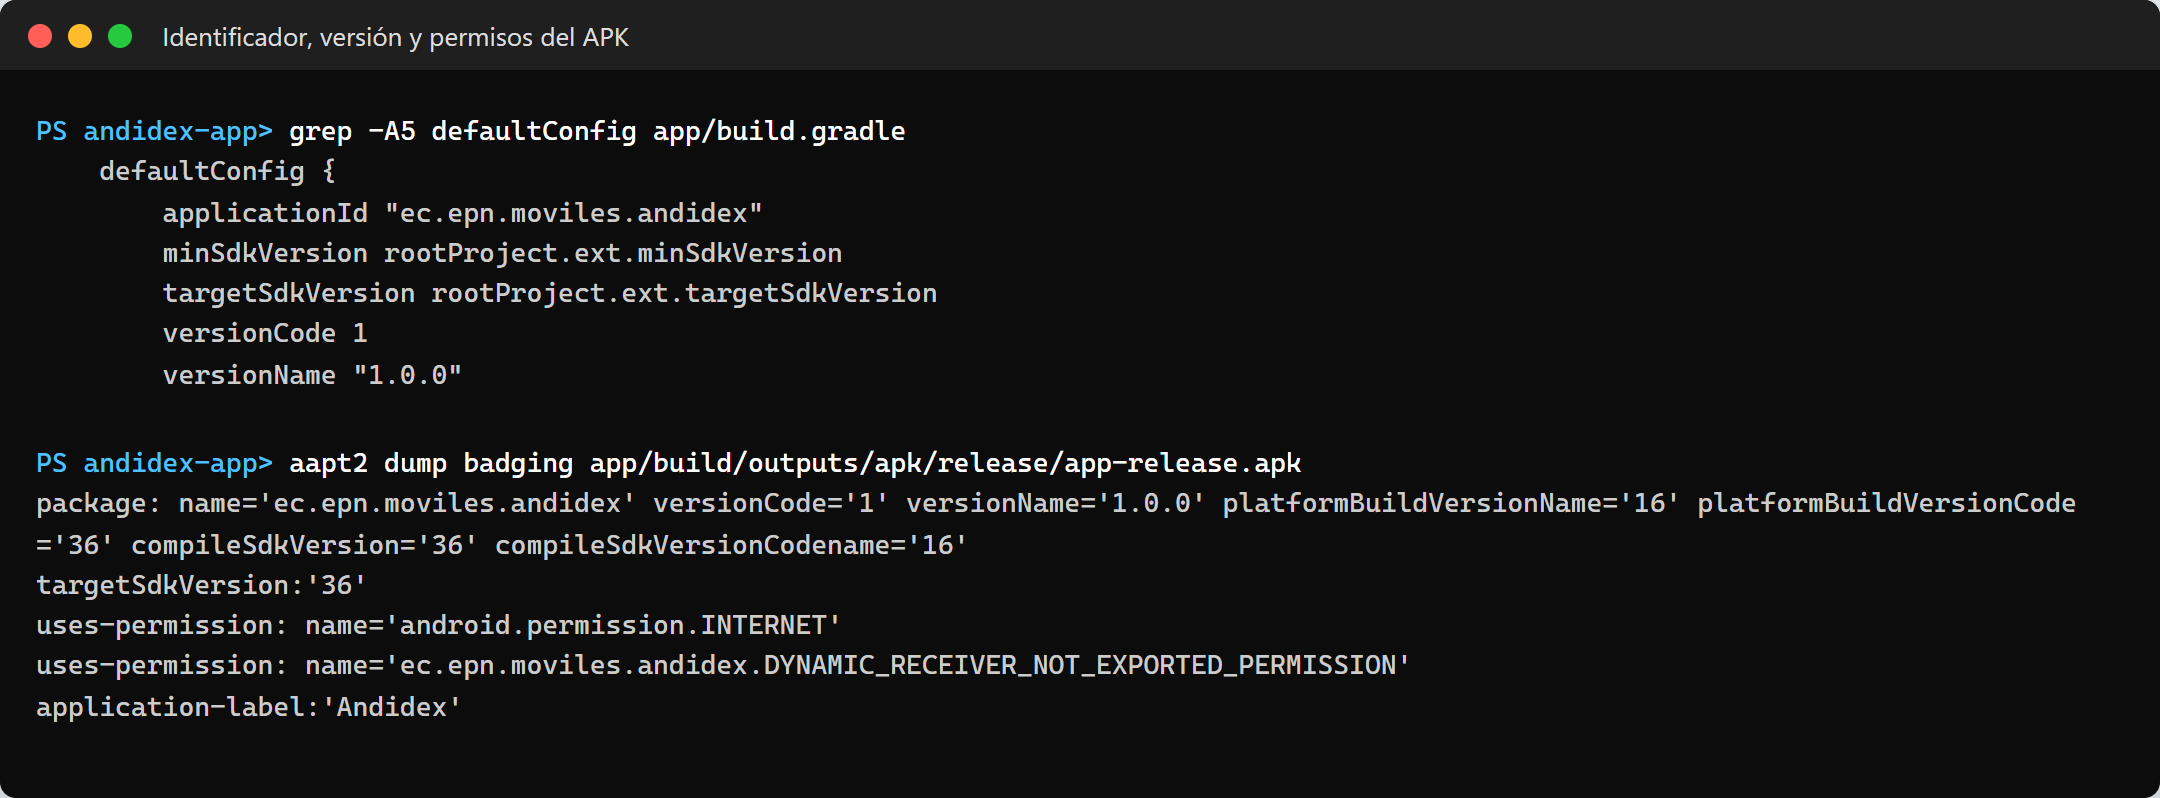 Identificador, versión y permisos del APK
PS andidex-app> grep -A5 defaultConfig app/build.gradle
    defaultConfig {
        applicationId "ec.epn.moviles.andidex"
        minSdkVersion rootProject.ext.minSdkVersion
        targetSdkVersion rootProject.ext.targetSdkVersion
        versionCode 1
        versionName "1.0.0"
PS andidex-app> aapt2 dump badging app/build/outputs/apk/release/app-release.apk
package: name='ec.epn.moviles.andidex' versionCode='1' versionName='1.0.0' platformBuildVersionName='16' platformBuildVersionCode
='36' compileSdkVersion='36' compileSdkVersionCodename='16'
targetSdkVersion:'36'
uses-permission: name='android.permission.INTERNET'
uses-permission: name='ec.epn.moviles.andidex.DYNAMIC_RECEIVER_NOT_EXPORTED_PERMISSION'
application-label:'Andidex'